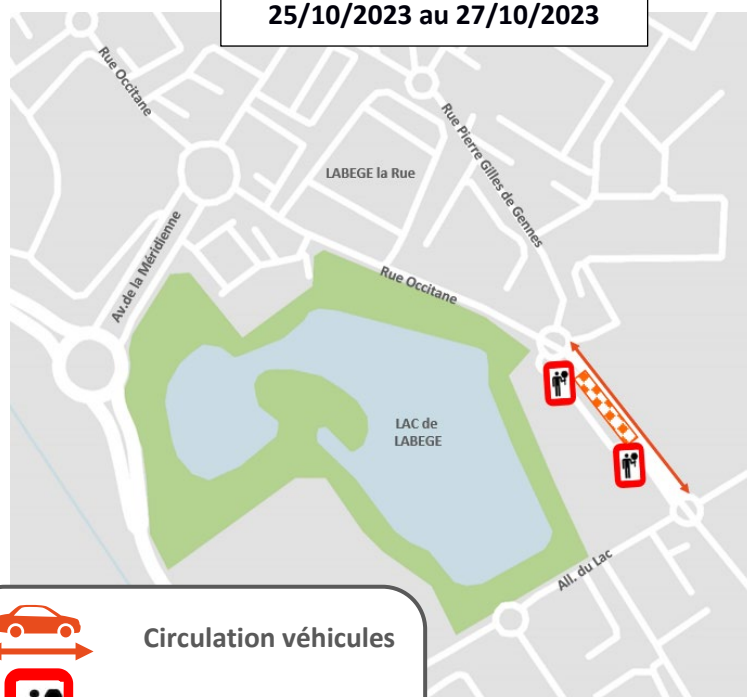 25/10/2023 au 27/10/2023
Rue Occitane
Rue Pierre Gilles de Gennes
LABEGE la Rue
Av.de la Méridienne
Rue Occitane
LAC de
LABEGE
All. du Lac
Circulation véhicules